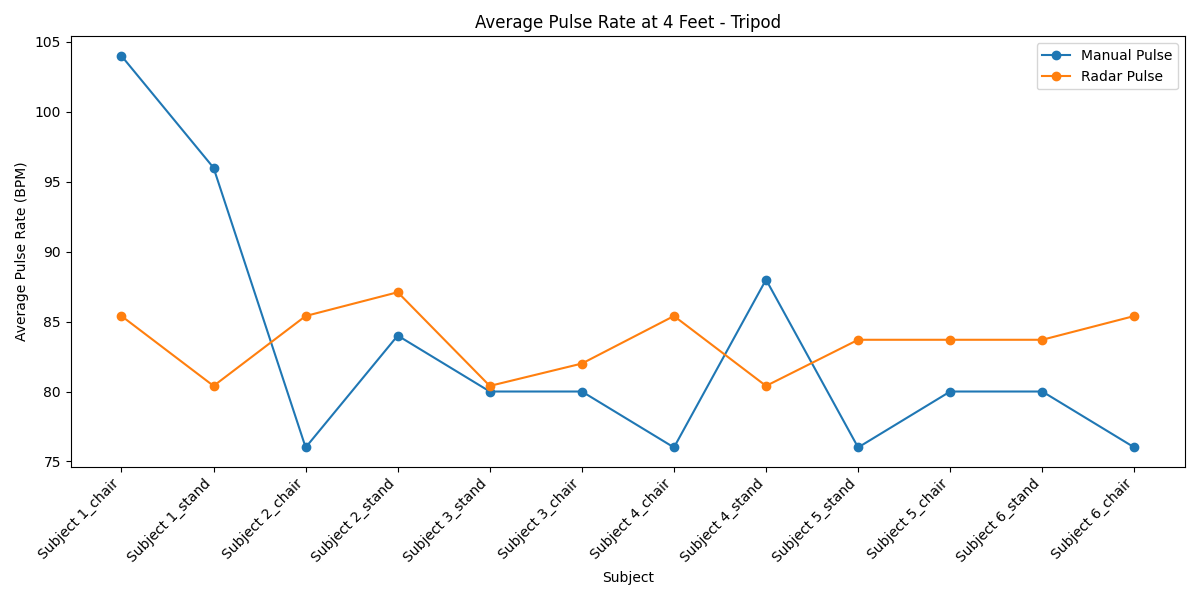 Average Pulse Rate at 4 Feet - Tripod
Manual Pulse
Radar Pulse
Average Pulse Rate (BPM)
105
100
95
90
85
80
75
Subject 1_chair
Subject 1_stand
Subject 2_chair
Subject 2_stand
Subject 3_stand
Subject 3_chair
Subject 4_chair
Subject 4_stand
Subject 5_stand
Subject 5_chair
Subject 6_stand
Subject 6_chair
Subject